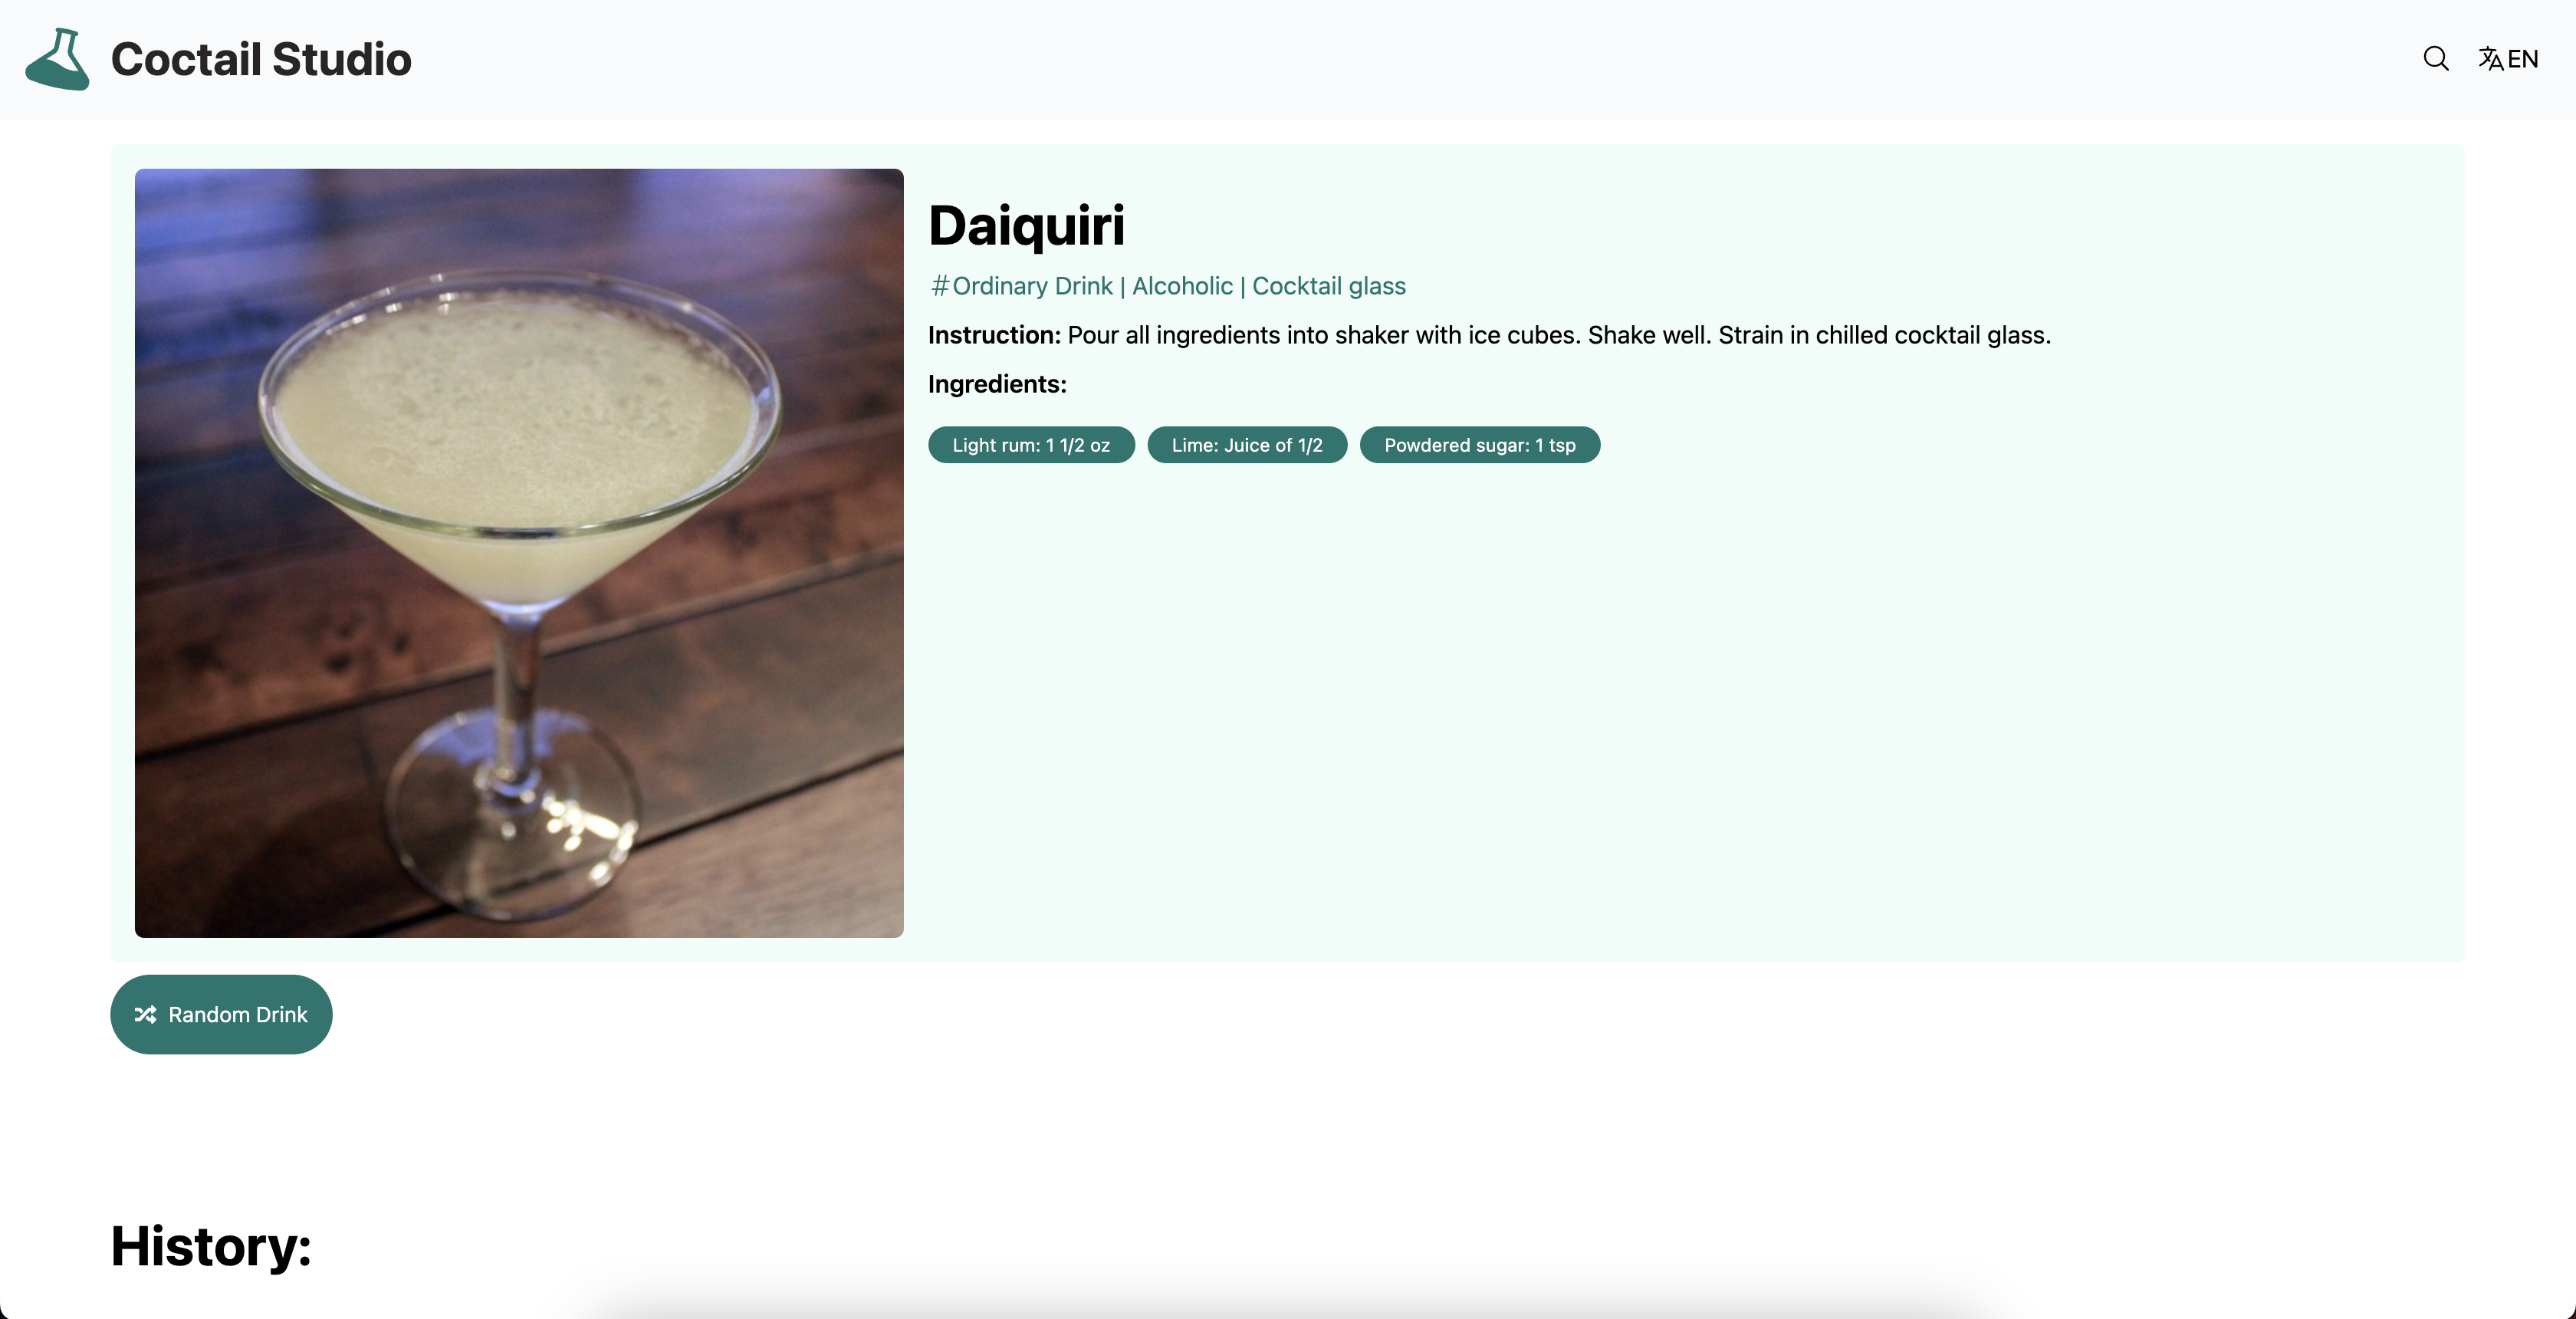 Coctail Studio
EN
Daiquiri
#Ordinary Drink | Alcoholic | Cocktail glass
Instruction: Pour all ingredients into shaker with ice cubes. Shake well. Strain in chilled cocktail glass.
Ingredients:
Light rum: 1 1/2 oz
Lime: Juice of 1/2
Powdered sugar: 1 tsp
Random Drink
History: